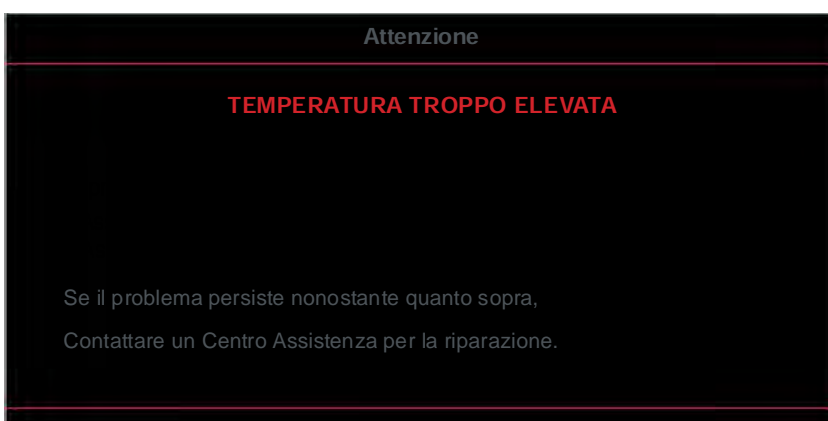 Attenzione
TEMPERATURA TROPPO ELEVATA
Se il problema persiste nonostante quanto sopra,
Contattare un Centro Assistenza per la riparazione.